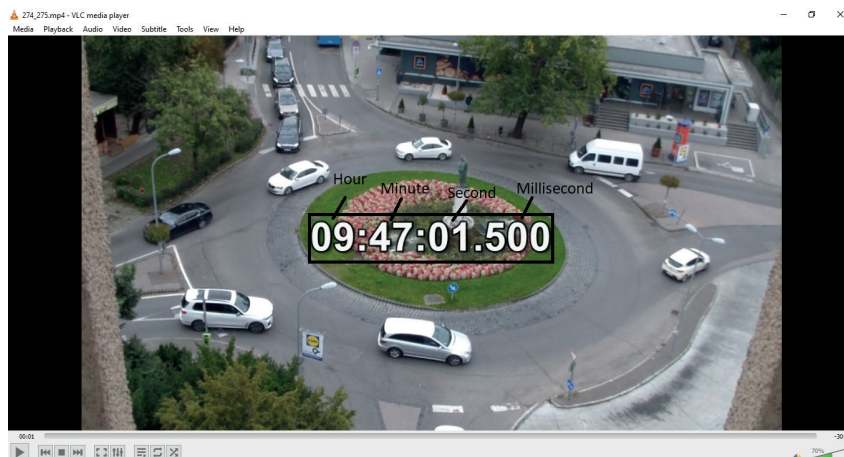 274_275.mp4 - VLC media player
Media Playback Audio Video Subtitle Tools View Help
Hour Minute Second Millisecond
09:47:01.500
00:01
-30
70%